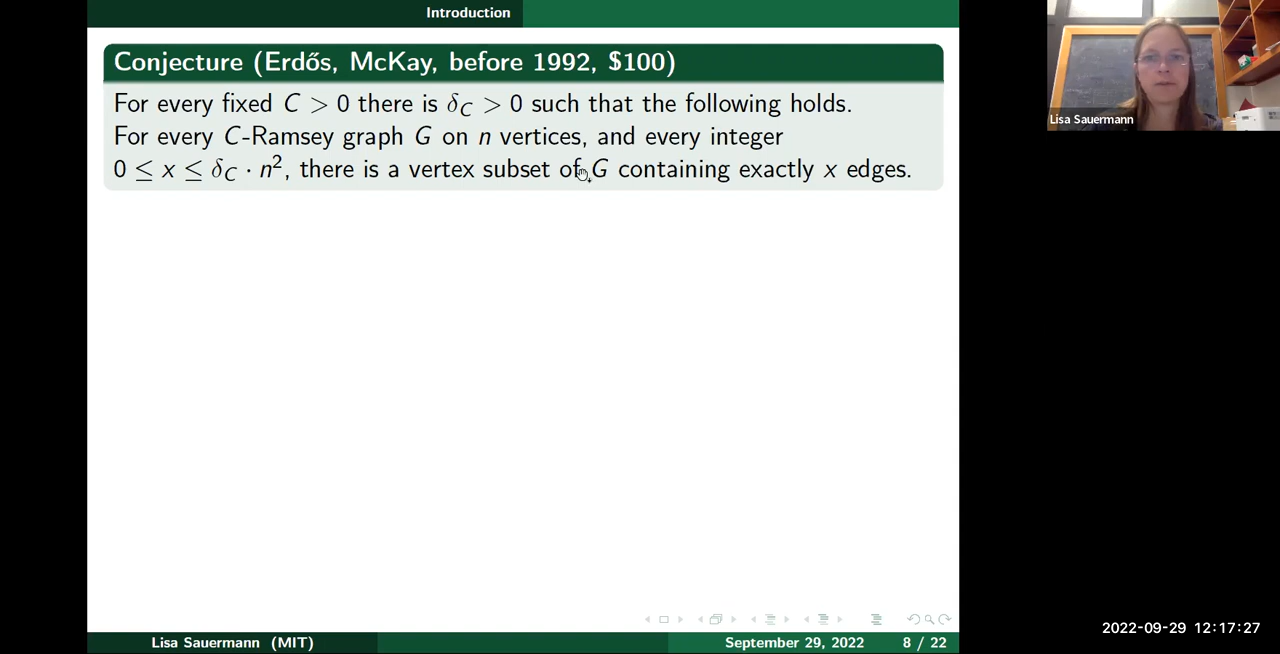 Introduction
Conjecture (Erdős, McKay, before 1992, $100)
For every fixed C > 0 there is δ_C > 0 such that the following holds.
For every C-Ramsey graph G on n vertices, and every integer
0 ≤ x ≤ δ_C · n², there is a vertex subset of G containing exactly x edges.
Lisa Sauermann
Lisa Sauermann (MIT)
September 29, 2022
8 / 22
2022-09-29 12:17:27